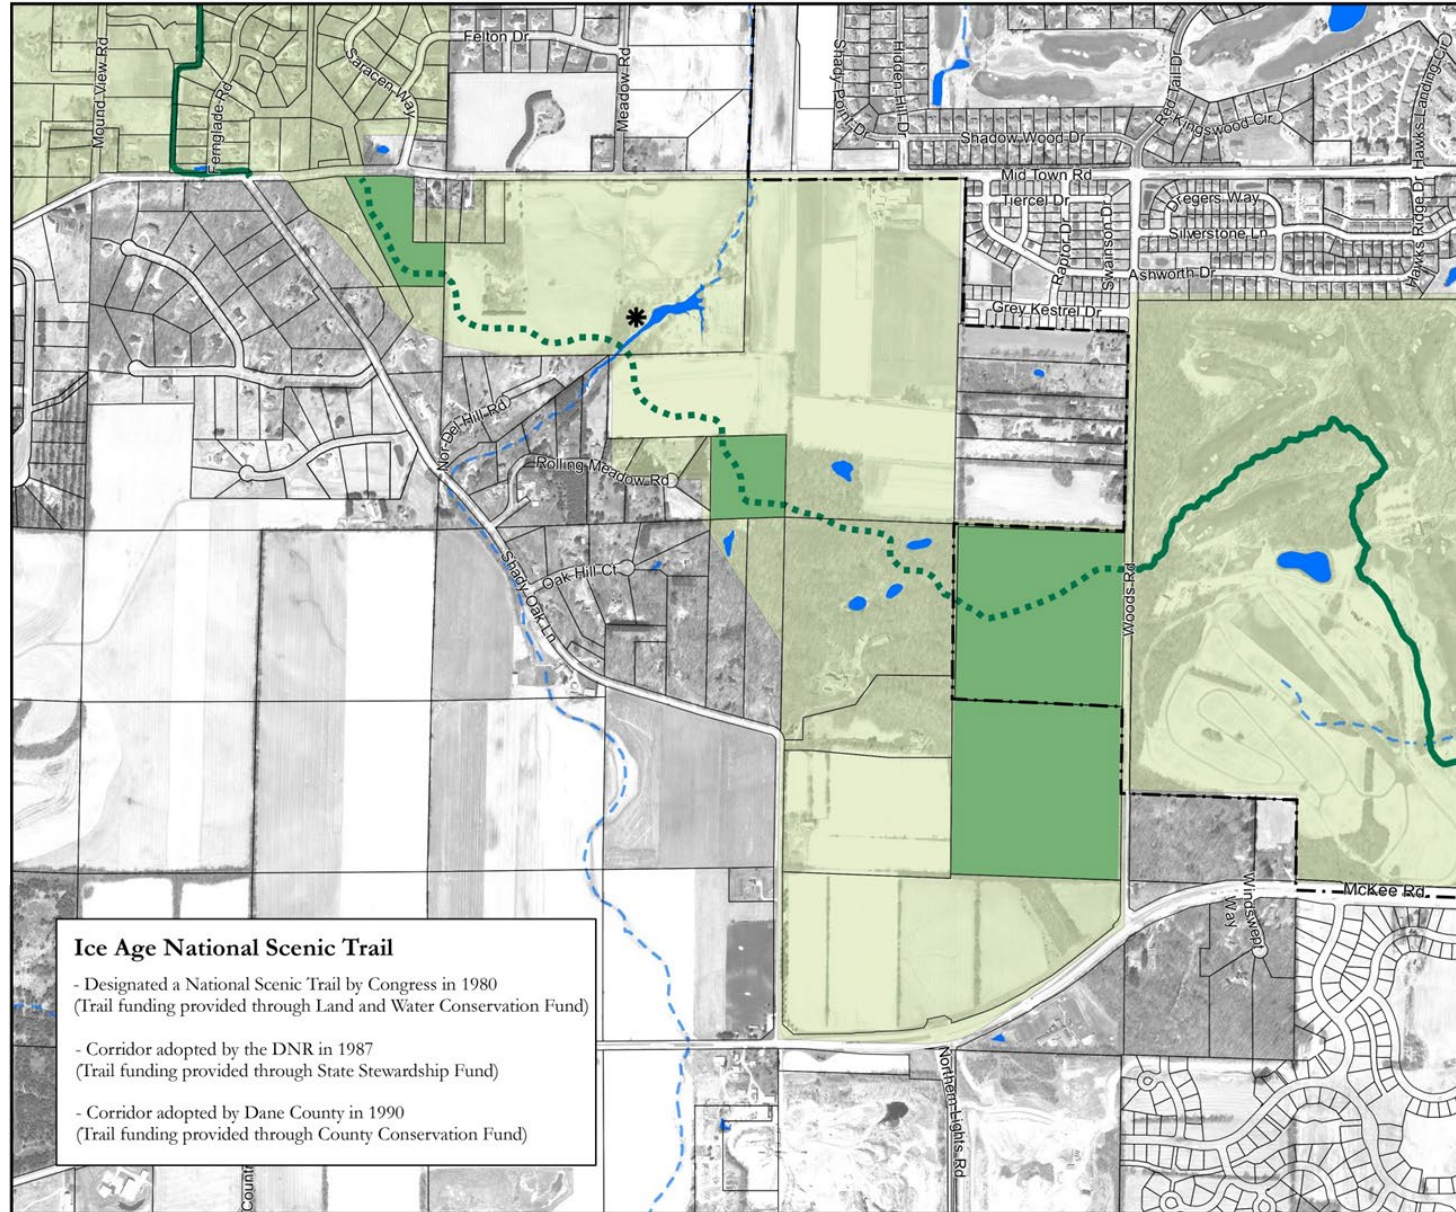 Felton Dr
Mound View Rd
Fernglade Rd
Saracen Way
Meadow Rd
Shady Point Dr
Hidden Hill Dr
Red Tail Dr
Kingswood Cir
Hawks Landing Cir
Shadow Wood Dr
Mid Town Rd
Tiercel Dr
Dregers Way
Raptor Dr
Swainson Dr
Silverstone Ln
Hawks Ridge Dr
Ashworth Dr
Grey Kestrel Dr
Nor-Del-Hill-Rd
Rolling Meadow Rd
Shady Oak Ln
Oak Hill Ct
Woods Rd
McKee Rd
Windswept Way
Northern Lights Rd
Ice Age National Scenic Trail
- Designated a National Scenic Trail by Congress in 1980
(Trail funding provided through Land and Water Conservation Fund)
- Corridor adopted by the DNR in 1987
(Trail funding provided through State Stewardship Fund)
- Corridor adopted by Dane County in 1990
(Trail funding provided through County Conservation Fund)